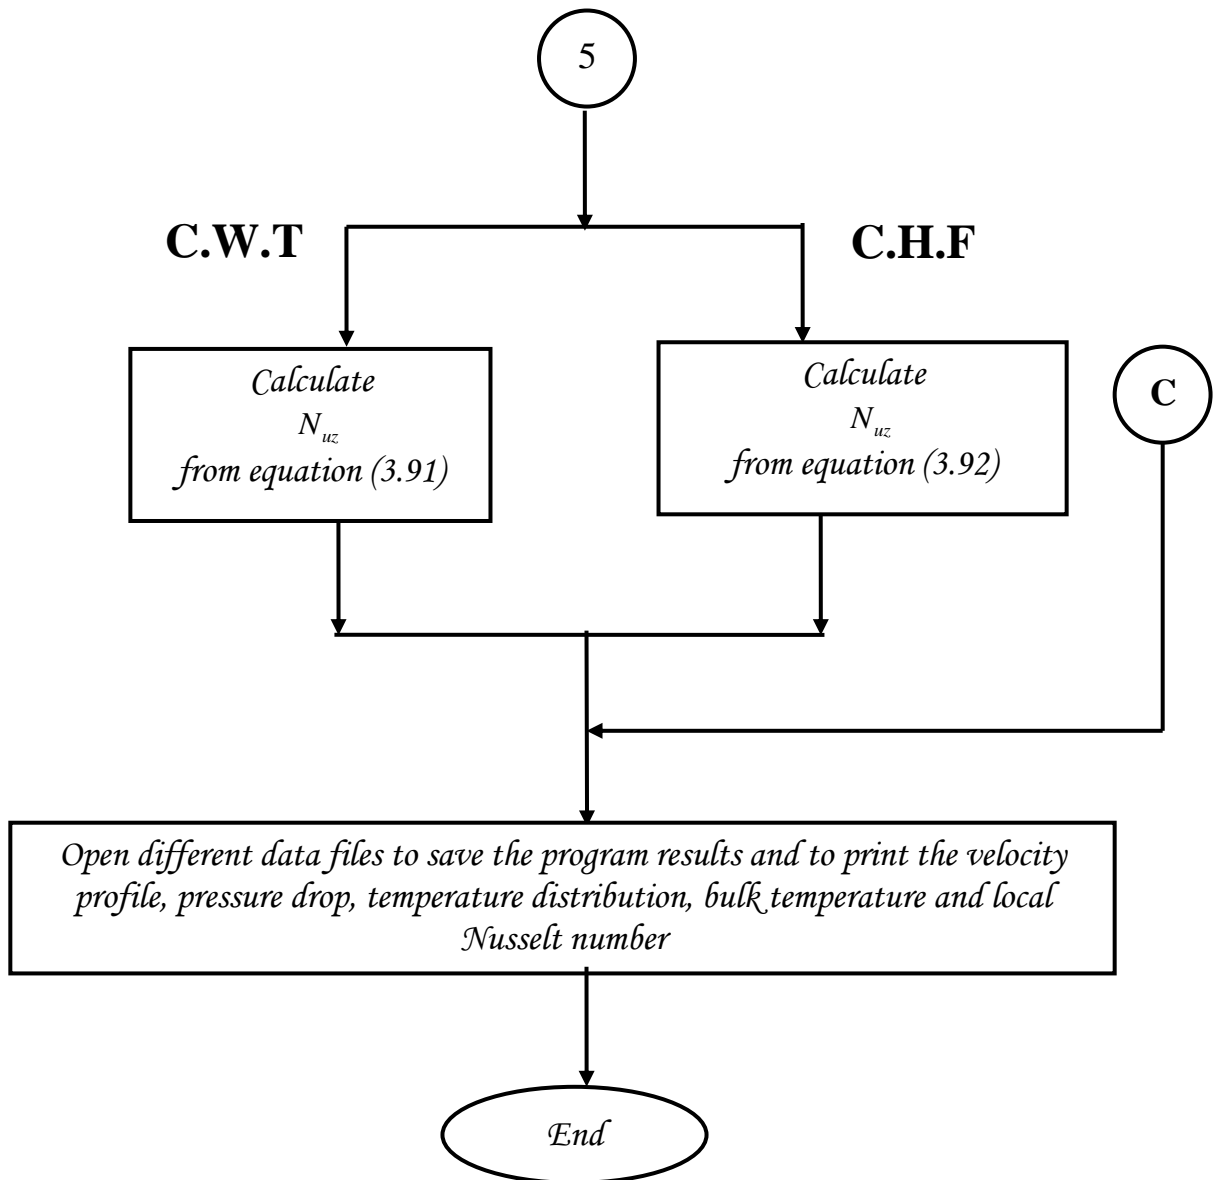 5
C.W.T
C.H.F
Calculate
N_uz
from equation (3.91)
Calculate
N_uz
from equation (3.92)
C
Open different data files to save the program results and to print the velocity
profile, pressure drop, temperature distribution, bulk temperature and local
Nusselt number
End